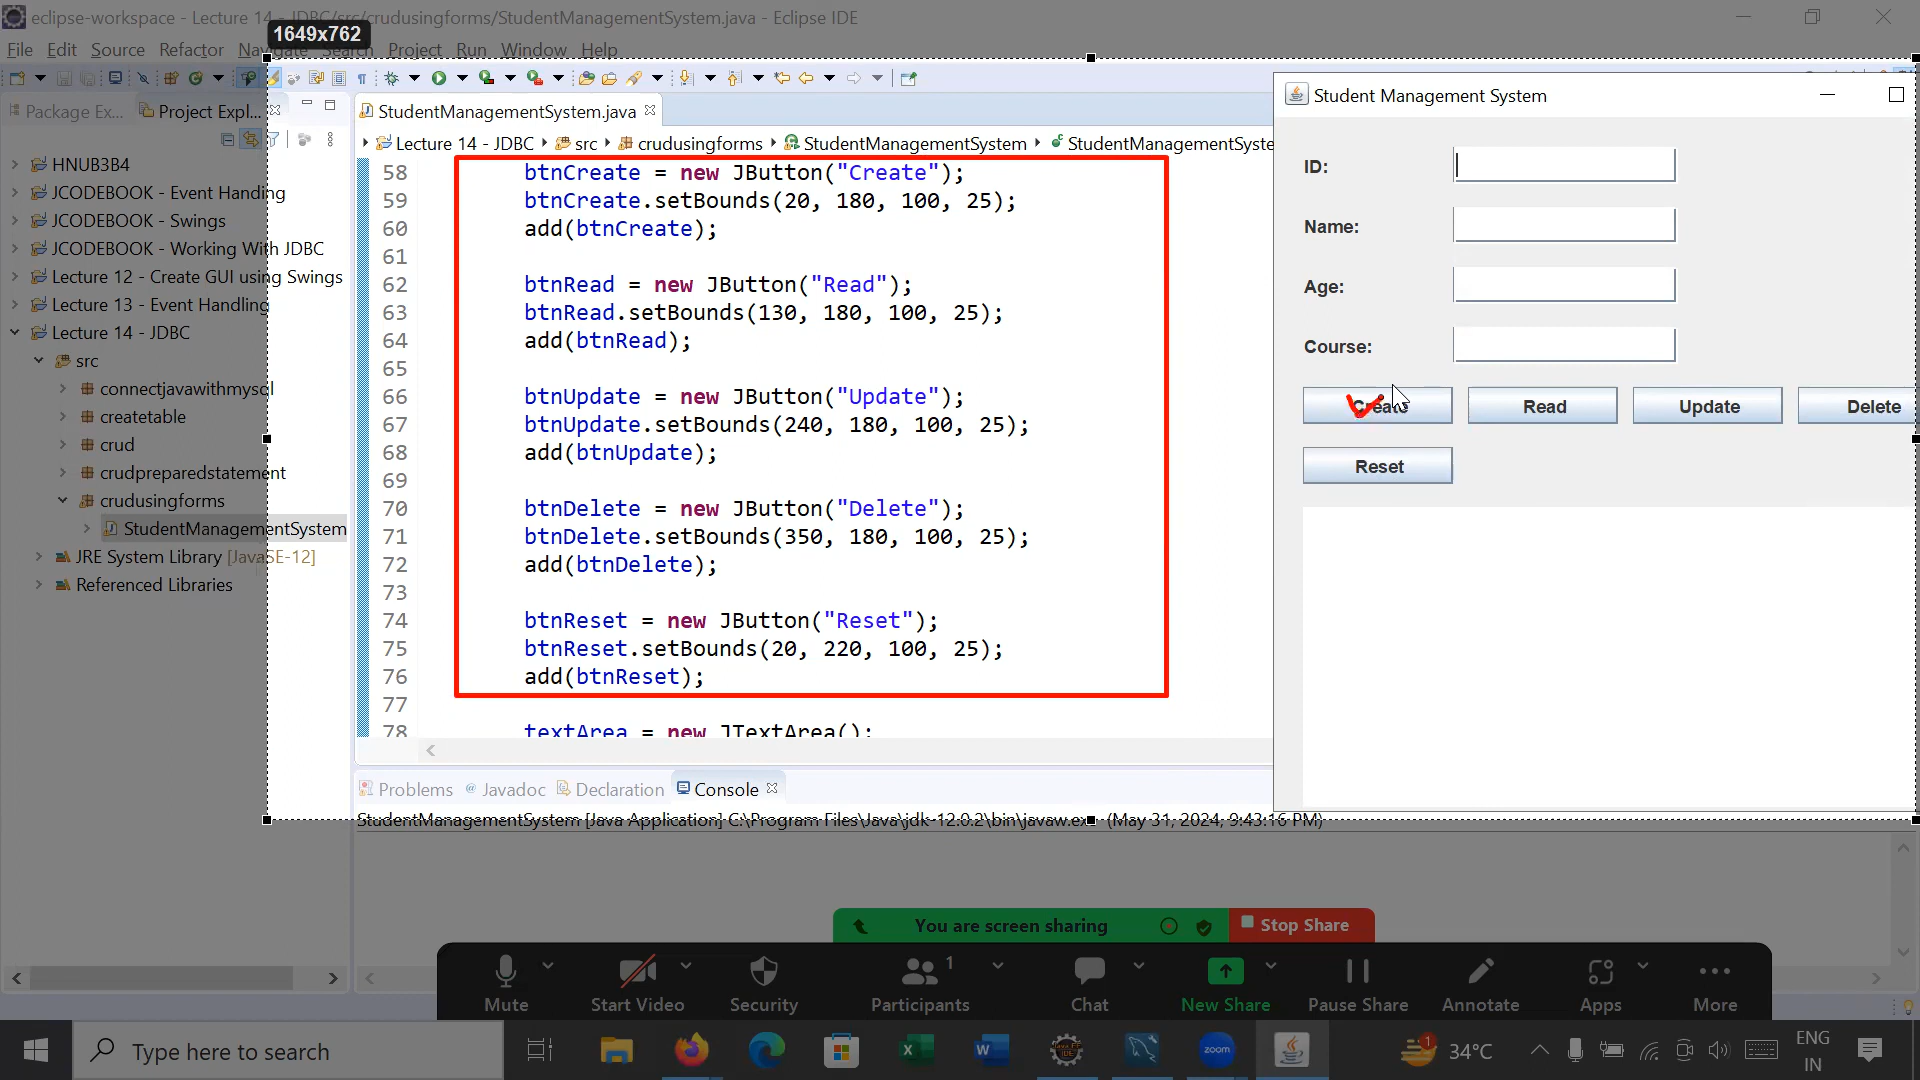 eclipse-workspace - Lecture 14 - JDBC/src/crudusingforms/StudentManagementSystem.java - Eclipse IDE
1649x762
File Edit Source Refactor Navigate Search Project Run Window Help
Package Ex...
Project Expl...
StudentManagementSystem.java
Lecture 14 - JDBC
src
crudusingforms
StudentManagementSystem
StudentManagementSyste
HNUB3B4
JCODEBOOK - Event Handing
JCODEBOOK - Swings
JCODEBOOK - Working With JDBC
Lecture 12 - Create GUI using Swings
Lecture 13 - Event Handling
Lecture 14 - JDBC
src
connectjavawithmysql
createtable
crud
crudpreparedstatement
crudusingforms
StudentManagementSystem
JRE System Library [JavaSE-12]
Referenced Libraries
58 btnCreate = new JButton("Create");
59 btnCreate.setBounds(20, 180, 100, 25);
60 add(btnCreate);
61
62 btnRead = new JButton("Read");
63 btnRead.setBounds(130, 180, 100, 25);
64 add(btnRead);
65
66 btnUpdate = new JButton("Update");
67 btnUpdate.setBounds(240, 180, 100, 25);
68 add(btnUpdate);
69
70 btnDelete = new JButton("Delete");
71 btnDelete.setBounds(350, 180, 100, 25);
72 add(btnDelete);
73
74 btnReset = new JButton("Reset");
75 btnReset.setBounds(20, 220, 100, 25);
76 add(btnReset);
77
78 textArea = new JTextArea();
Student Management System
ID:
Name:
Age:
Course:
Create Read Update Delete
Reset
Problems
Javadoc
Declaration
Console
StudentManagementSystem [Java Application] C:\Program Files\Java\jdk-12.0.2\bin\javaw.exe (May 31, 2024, 9:43:16 PM)
You are screen sharing
Stop Share
1
Mute
Start Video
Security
Participants
Chat
New Share
Pause Share
Annotate
Apps
More
Type here to search
zoom
1
34°C
ENG
IN